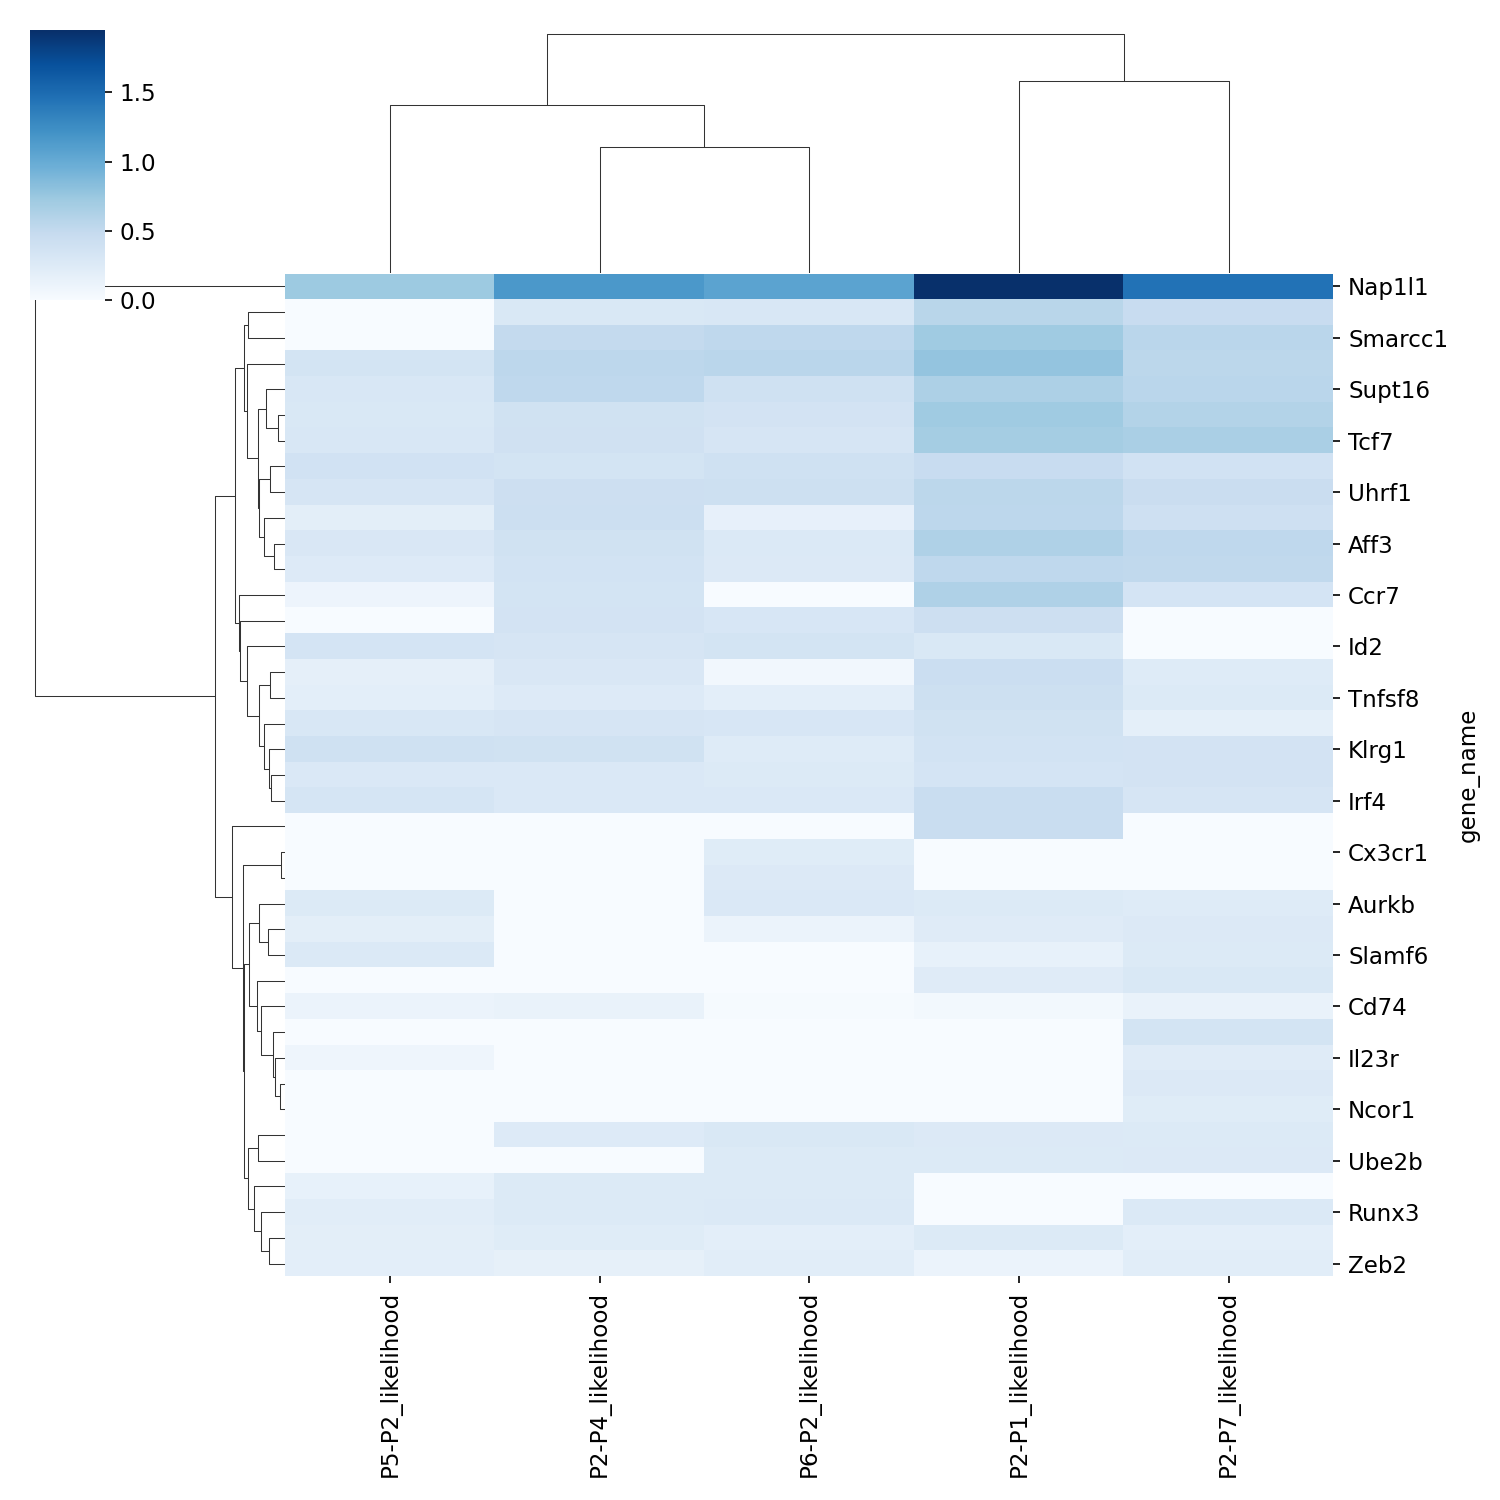 1.5
1.0
0.5
0.0
Nap1l1
Smarcc1
Supt16
Tcf7
Uhrf1
Aff3
Ccr7
Id2
Tnfsf8
Klrg1
Irf4
Cx3cr1
Aurkb
Slamf6
Cd74
Il23r
Ncor1
Ube2b
Runx3
Zeb2
gene_name
P5-P2_likelihood
P2-P4_likelihood
P6-P2_likelihood
P2-P1_likelihood
P2-P7_likelihood